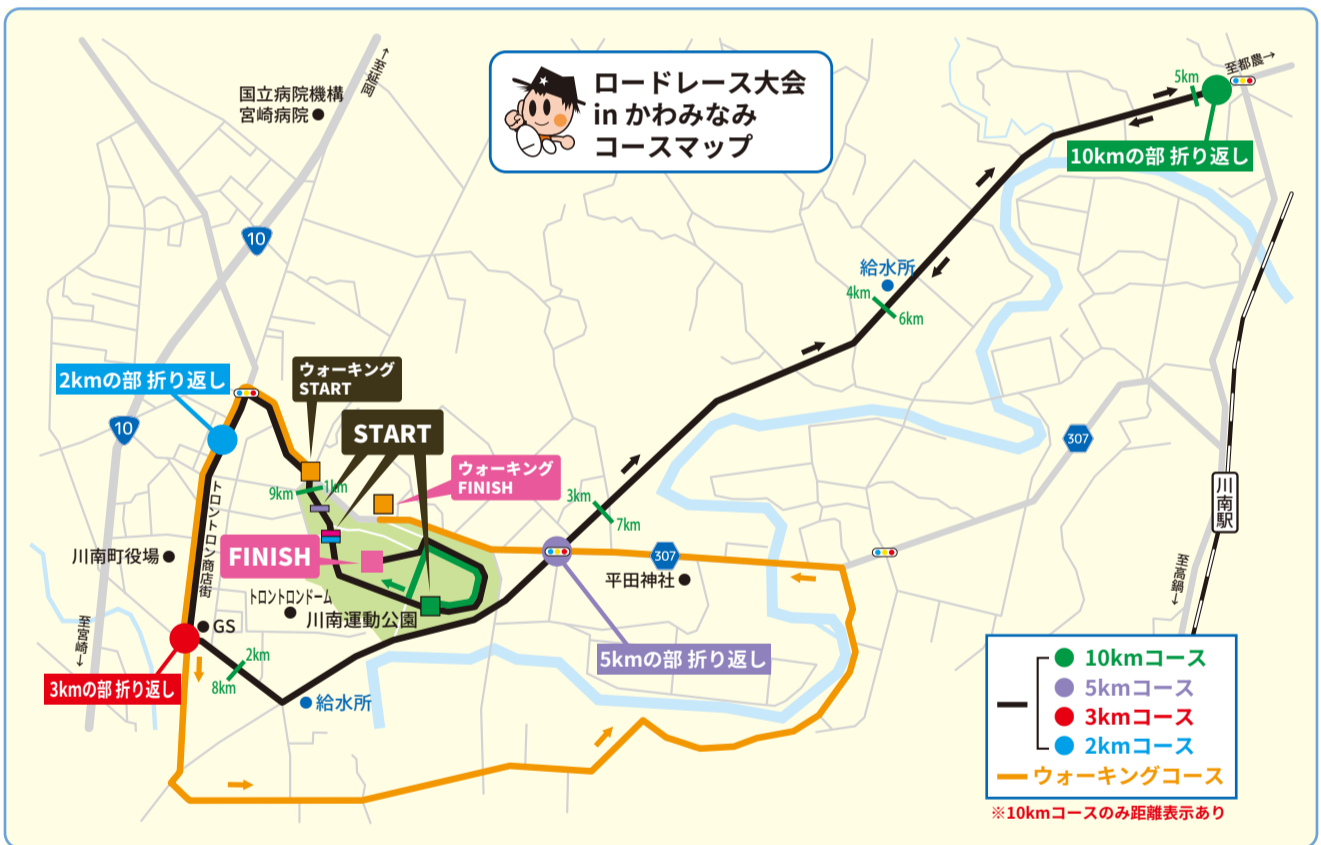 ロードレース大会
in かわみなみ
コースマップ
国立病院機構
宮崎病院
→至延岡
10
5km
至都農→
10kmの部 折り返し
給水所
4km
6km
2kmの部 折り返し
ウォーキング
START
START
10
9km
1km
ウォーキング
FINISH
3km
7km
307
川南駅
トロントロン商店街
川南町役場
FINISH
307
平田神社
至高鍋→
トロントロンドーム
川南運動公園
GS
至宮崎→
2km
8km
3kmの部 折り返し
給水所
5kmの部 折り返し
10kmコース
5kmコース
3kmコース
2kmコース
ウォーキングコース
※10kmコースのみ距離表示あり